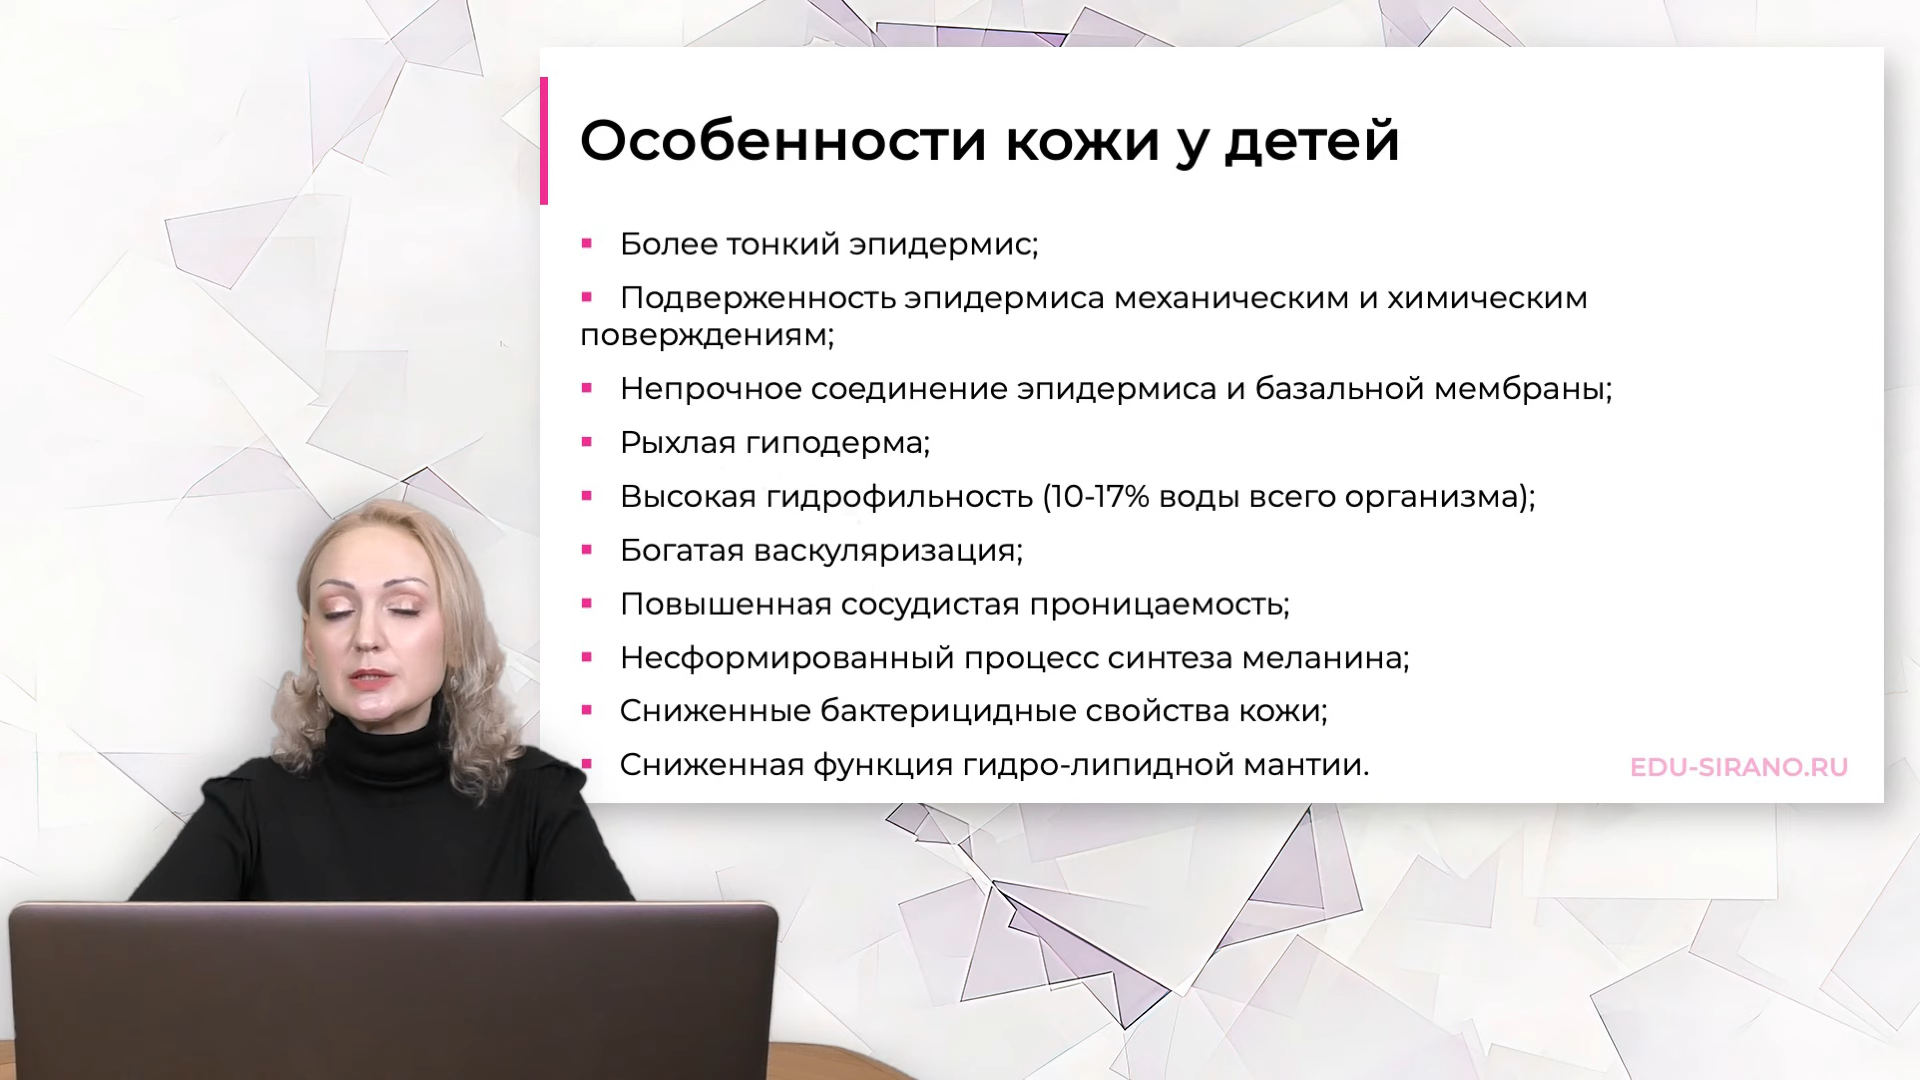 Особенности кожи у детей
▪ Более тонкий эпидермис;
▪ Подверженность эпидермиса механическим и химическим
поверждениям;
▪ Непрочное соединение эпидермиса и базальной мембраны;
▪ Рыхлая гиподерма;
▪ Высокая гидрофильность (10-17% воды всего организма);
▪ Богатая васкуляризация;
▪ Повышенная сосудистая проницаемость;
▪ Несформированный процесс синтеза меланина;
▪ Сниженные бактерицидные свойства кожи;
▪ Сниженная функция гидро-липидной мантии.
EDU-SIRANO.RU